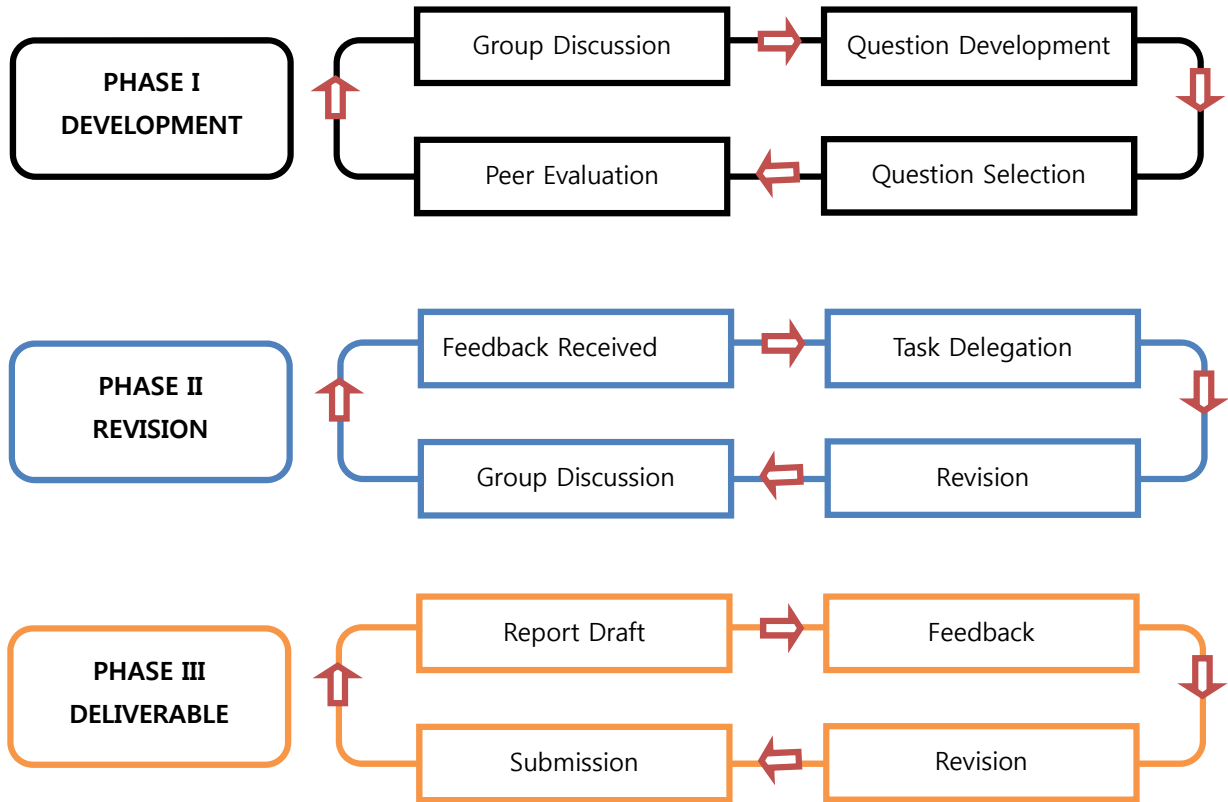 PHASE I
DEVELOPMENT
Group Discussion
Question Development
Peer Evaluation
Question Selection
PHASE II
REVISION
Feedback Received
Task Delegation
Group Discussion
Revision
PHASE III
DELIVERABLE
Report Draft
Feedback
Submission
Revision